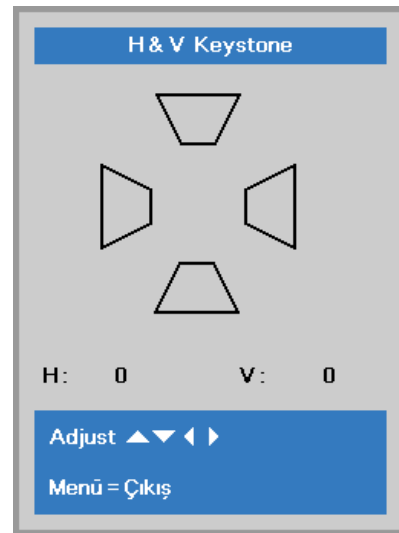 H & V Keystone
H: 0 V: 0
Adjust ▲▼◀▶
Menü = Çıkış